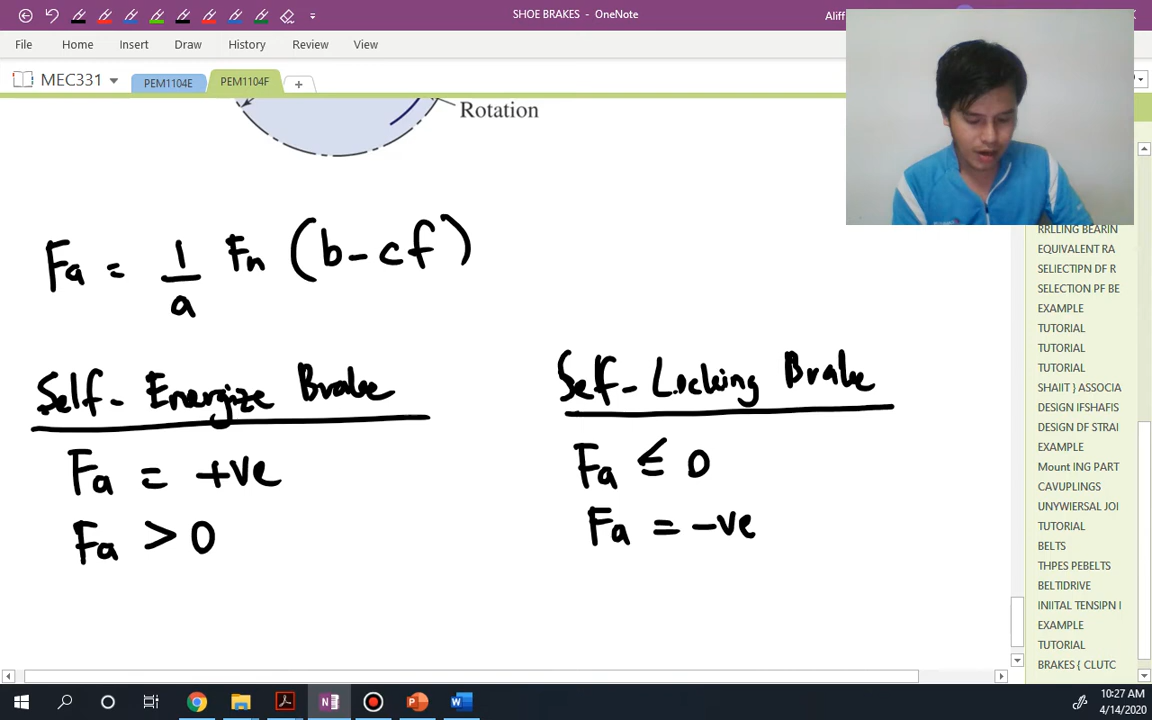 SHOE BRAKES - OneNote
Aliff
File Home Insert Draw History Review View
MEC331 PEM1104E PEM1104F
Rotation
Fa = 1/a Fn (b - cf)
Self - Energize Brake
Fa = +ve
Fa > 0
Self - Locking Brake
Fa ≤ 0
Fa = -ve
RRLLING BEARIN
EQUIVALENT RA
SELIECTIPN DF R
SELECTION PF BE
EXAMPLE
TUTORIAL
TUTORIAL
TUTORIAL
SHAIIT } ASSOCIA
DESIGN IFSHAFIS
DESIGN DF STRAI
EXAMPLE
Mount ING PART
CAVUPLINGS
UNYWIERSAL JOI
TUTORIAL
BELTS
THPES PEBELTS
BELTIDRIVE
INIITAL TENSIPN I
EXAMPLE
TUTORIAL
BRAKES { CLUTC
10:27 AM
4/14/2020